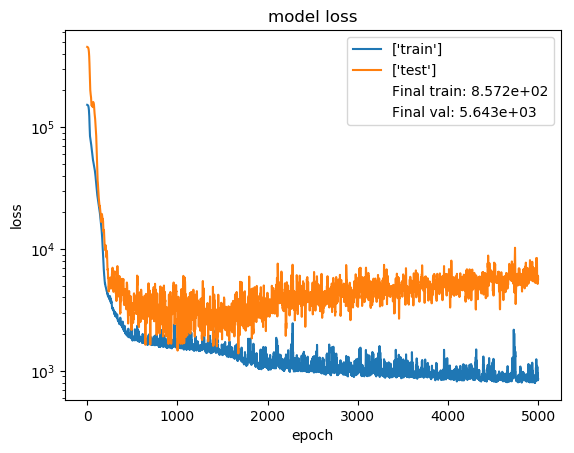 model loss
['train']
['test']
Final train: 8.572e+02
Final val: 5.643e+03
loss
10^5
10^4
10^3
0 1000 2000 3000 4000 5000
epoch